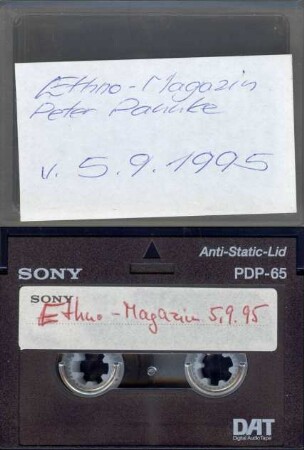 Ethno-Magazin
Peter Pannke
v. 5.9.1995
Anti-Static-Lid
SONY PDP-65
SONY
Ethno-Magazin 5.9.95
DAT
Digital Audio Tape